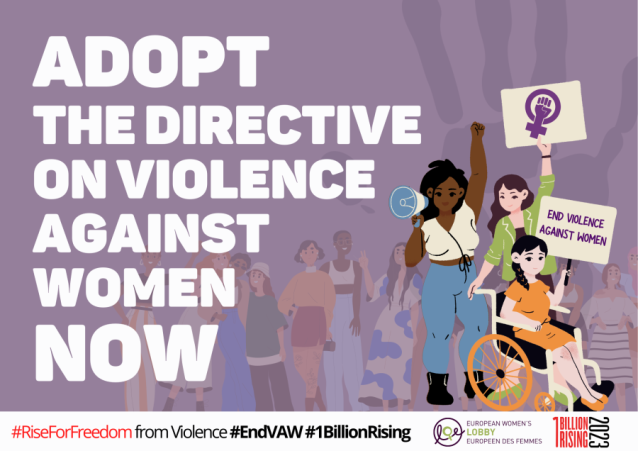 ADOPT
THE DIRECTIVE
ON VIOLENCE
AGAINST
WOMEN
NOW
END VIOLENCE
AGAINST WOMEN
#RiseForFreedom from Violence #EndVAW #1BillionRising
EUROPEAN WOMEN'S
LOBBY
EUROPEEN DES FEMMES
1 BILLION
RISING
2023